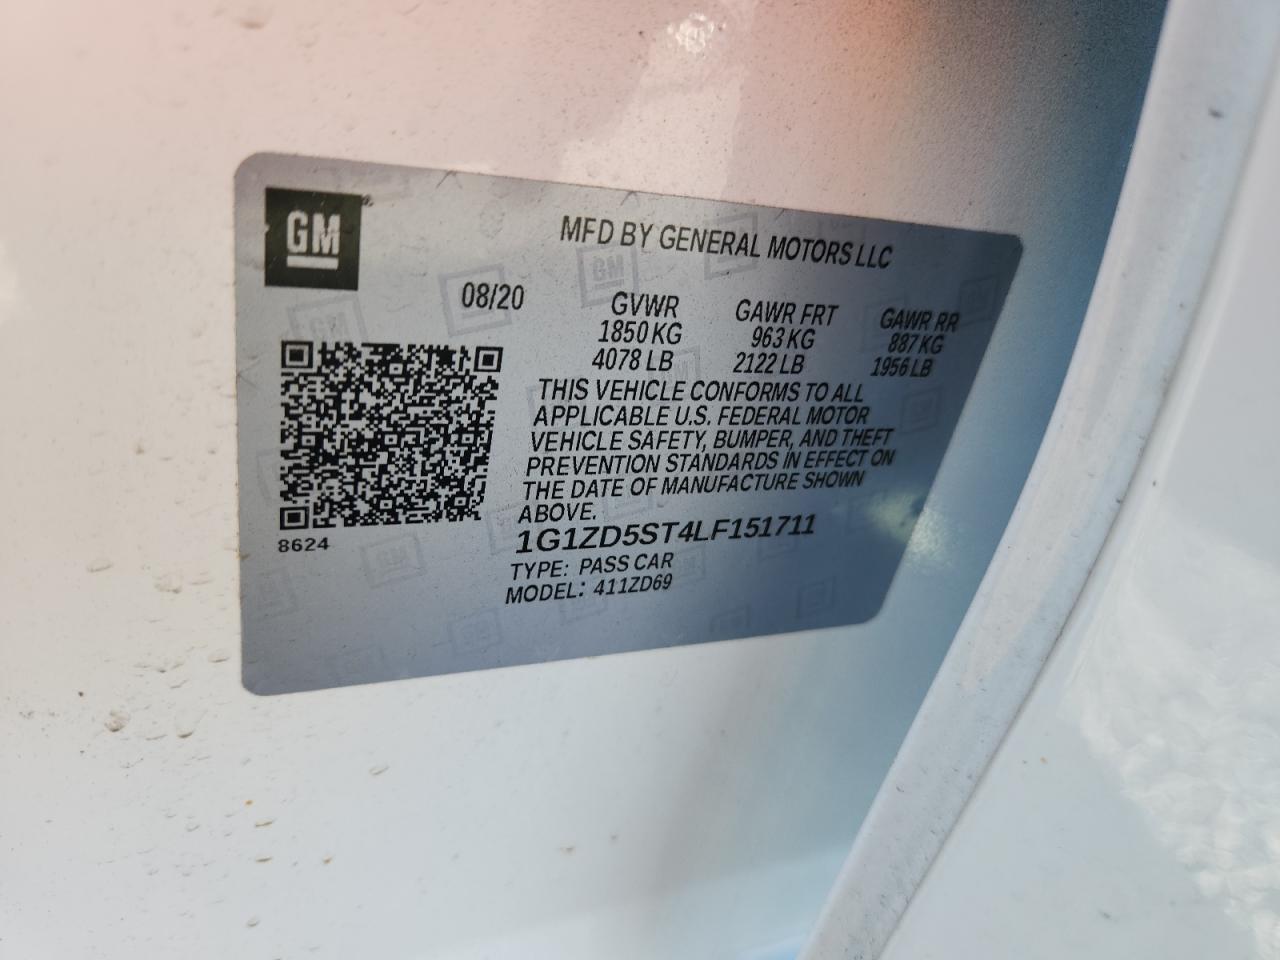 GM
MFD BY GENERAL MOTORS LLC
08/20
GVWR GAWR FRT GAWR RR
1850 KG 963 KG 887 KG
4078 LB 2122 LB 1956 LB
THIS VEHICLE CONFORMS TO ALL
APPLICABLE U.S. FEDERAL MOTOR
VEHICLE SAFETY, BUMPER, AND THEFT
PREVENTION STANDARDS IN EFFECT ON
THE DATE OF MANUFACTURE SHOWN
ABOVE.
8624
1G1ZD5ST4LF151711
TYPE: PASS CAR
MODEL: 411ZD69